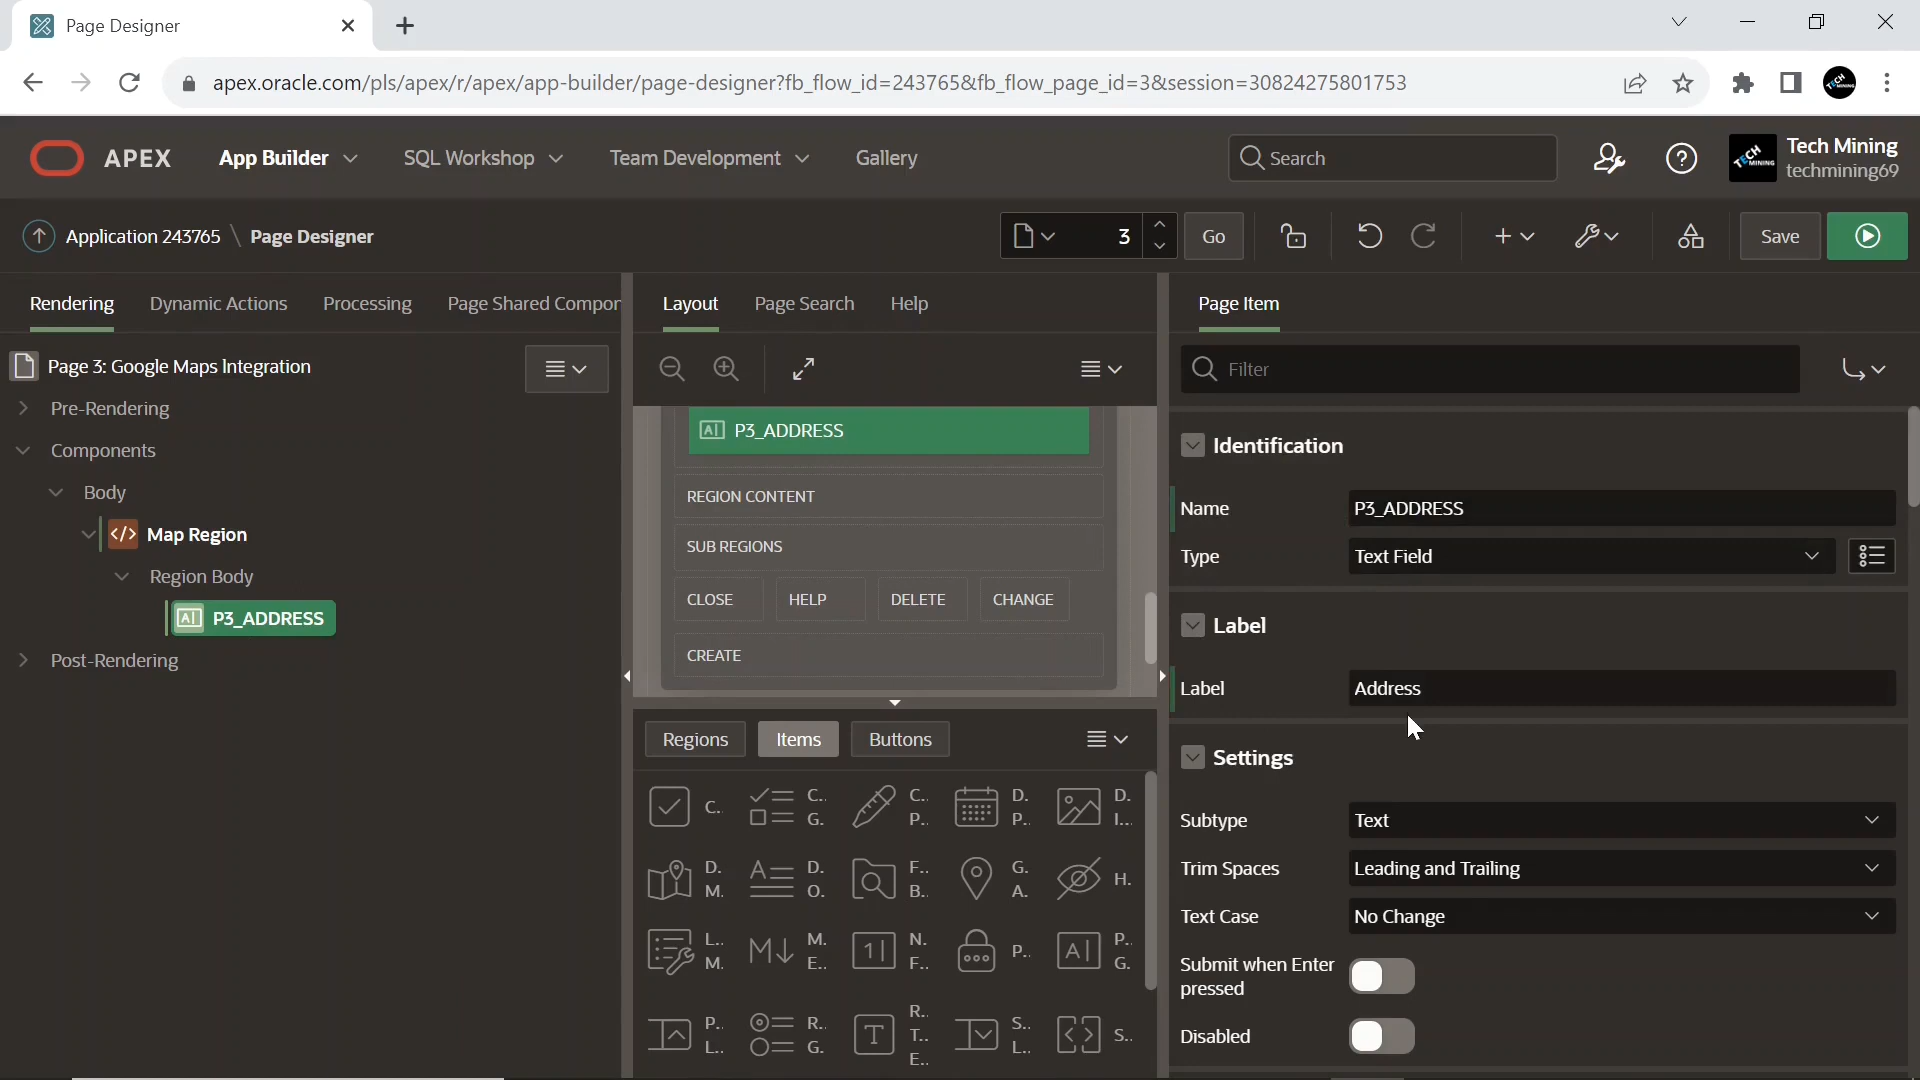 Page Designer
apex.oracle.com/pls/apex/r/apex/app-builder/page-designer?fb_flow_id=243765&fb_flow_page_id=3&session=30824275801753
APEX App Builder SQL Workshop Team Development Gallery Search Tech Mining
techmining69
Application 243765 \ Page Designer 3 Go Save
Rendering Dynamic Actions Processing Page Shared Compon
Layout Page Search Help
Page Item
Page 3: Google Maps Integration
Pre-Rendering
Components
Body
</> Map Region
Region Body
P3_ADDRESS
Post-Rendering
P3_ADDRESS
REGION CONTENT
SUB REGIONS
CLOSE HELP DELETE CHANGE
CREATE
Regions Items Buttons
C.. C.. C.. D. D.
G. P.. P.. I...
D. D. F.. G. H.
M. O. B.. A.
L.. M. N. P.. P..
M. E.. F.. G.
P.. R.. R.. S.. S..
L.. G. T.. L..
E..
Filter
Identification
Name P3_ADDRESS
Type Text Field
Label
Label Address
Settings
Subtype Text
Trim Spaces Leading and Trailing
Text Case No Change
Submit when Enter
pressed
Disabled